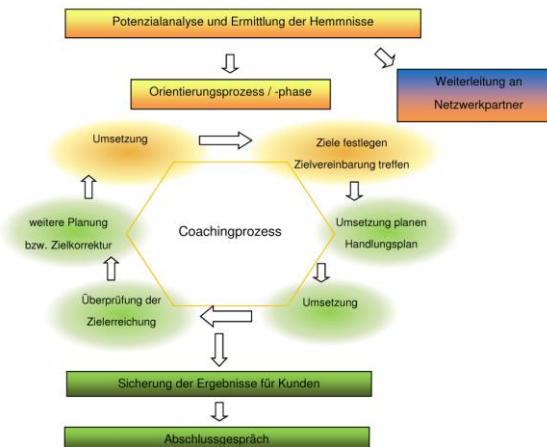 Potenzialanalyse und Ermittlung der Hemmnisse
Orientierungsprozess / -phase
Weiterleitung an
Netzwerkpartner
Umsetzung
Ziele festlegen
Zielvereinbarung treffen
weitere Planung
bzw. Zielkorrektur
Coachingprozess
Umsetzung planen
Handlungsplan
Überprüfung der
Zielerreichung
Umsetzung
Sicherung der Ergebnisse für Kunden
Abschlussgespräch